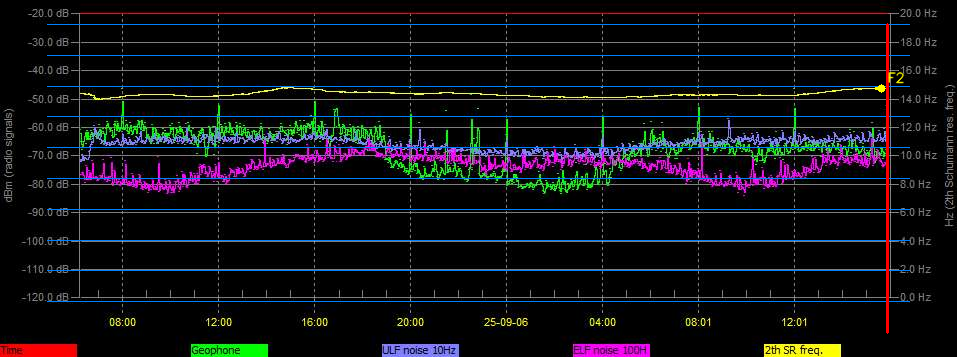 -20.0 dB
-30.0 dB
-40.0 dB
-50.0 dB
-60.0 dB
-70.0 dB
-80.0 dB
-90.0 dB
-100.0 dB
-110.0 dB
-120.0 dB
dBm (radio signals)
20.0 Hz
18.0 Hz
16.0 Hz
14.0 Hz
12.0 Hz
10.0 Hz
8.0 Hz
6.0 Hz
4.0 Hz
2.0 Hz
0.0 Hz
Hz (2th Schumann res. freq.)
F2
08:00 12:00 16:00 20:00 25-09-06 04:00 08:01 12:01
Time Geophone ULF noise 10Hz ELF noise 100H 2th SR freq.